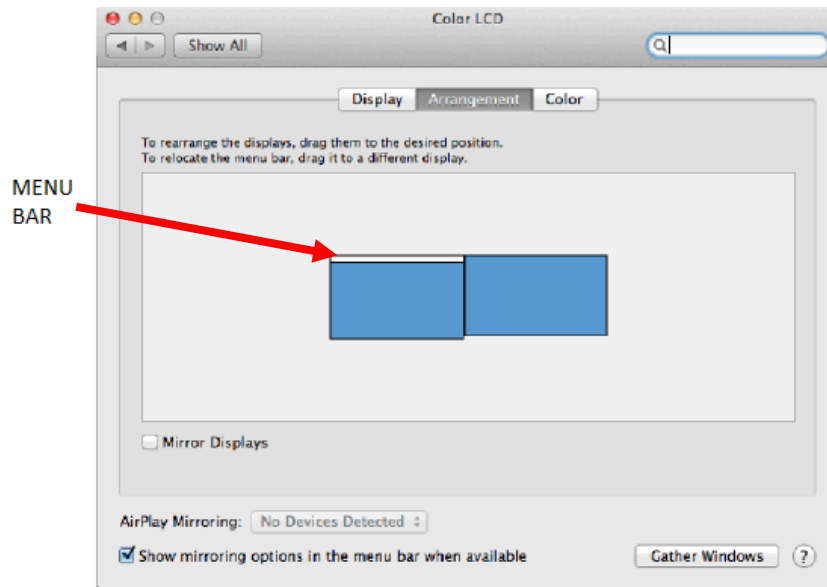 Color LCD
Show All
Display Arrangement Color
To rearrange the displays, drag them to the desired position.
To relocate the menu bar, drag it to a different display.
MENU
BAR
Mirror Displays
AirPlay Mirroring: No Devices Detected
Show mirroring options in the menu bar when available
Gather Windows ?